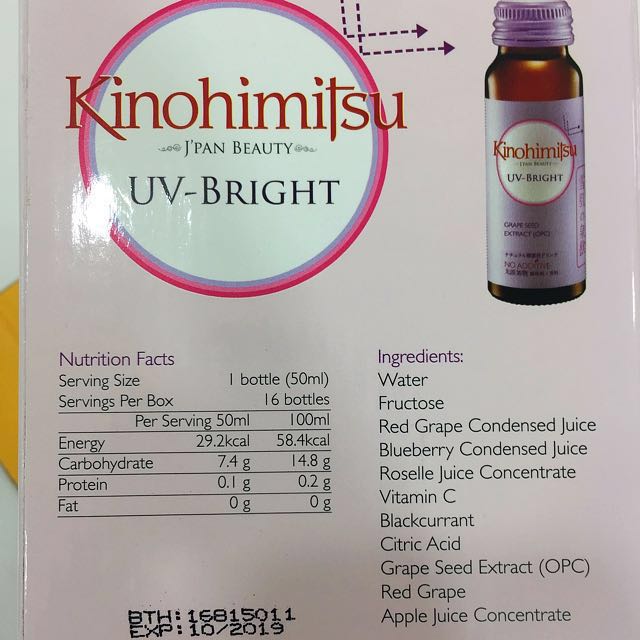 Kinohimitsu
J'PAN BEAUTY
UV-BRIGHT
Kinohimitsu
J'PAN BEAUTY
UV-BRIGHT
GRAPE SEED
EXTRACT (OPC)
NO ADDITIVE
Nutrition Facts
Serving Size 1 bottle (50ml)
Servings Per Box 16 bottles
Per Serving 50ml 100ml
Energy 29.2kcal 58.4kcal
Carbohydrate 7.4 g 14.8 g
Protein 0.1 g 0.2 g
Fat 0 g 0 g
Ingredients:
Water
Fructose
Red Grape Condensed Juice
Blueberry Condensed Juice
Roselle Juice Concentrate
Vitamin C
Blackcurrant
Citric Acid
Grape Seed Extract (OPC)
Red Grape
Apple Juice Concentrate
BTH:16815011
EXP:10/2019